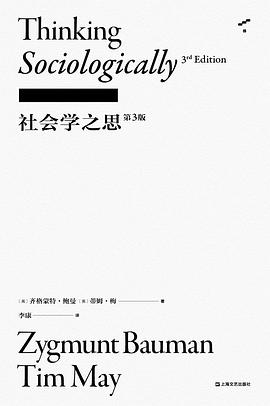 Thinking
Sociologically 3rd Edition
社会学之思 第3版
(英) 齐格蒙特·鲍曼 (英) 蒂姆·梅 著
李康 译
Zygmunt Bauman
Tim May
上海文艺出版社